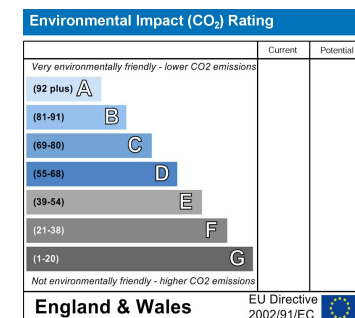 Environmental Impact (CO₂) Rating
Current Potential
Very environmentally friendly - lower CO2 emissions
(92 plus) A
(81-91) B
(69-80) C
(55-68) D
(39-54) E
(21-38) F
(1-20) G
Not environmentally friendly - higher CO2 emissions
England & Wales
EU Directive
2002/91/EC